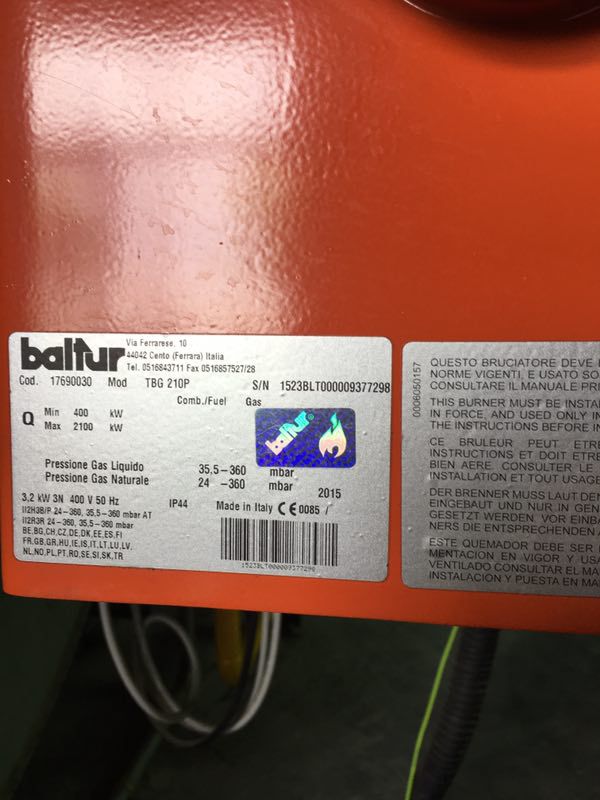 baltur
Via Ferrarese, 10
44042 Cento (Ferrara) Italia
Tel. 0516843711 Fax 0516857527/28
Cod. 17690030 Mod TBG 210P S/N 1523BLT000009377298
Comb./Fuel Gas
Q Min 400 kW
Max 2100 kW
baltur
Pressione Gas Liquido 35.5-360 mbar
Pressione Gas Naturale 24 -360 mbar
2015
3,2 kW 3N 400 V 50 Hz IP44 Made in Italy CE 0085 /
II2H3B/P 24-360, 35,5-360 mbar AT
II2R3R 24-360, 35,5-360 mbar
BE,BG,CH,CZ,DE,DK,EE,ES,FI
FR,GB,GR,HU,IE,IS,IT,LT,LU,LV,
NL,NO,PL,PT,RO,SE,SI,SK,TR
1523BLT000009377298
0006050157
QUESTO BRUCIATORE DEVE
NORME VIGENTI, E USATO SO
CONSULTARE IL MANUALE PRI
THIS BURNER MUST BE INSTA
IN FORCE, AND USED ONLY IN
THE INSTRUCTIONS BEFORE IN
CE BRULEUR PEUT ETRE
INSTRUCTIONS ET DOIT ETRE
BIEN AERE. CONSULTER LE
INSTALLATION ET TOUT USAGE
DER BRENNER MUSS LAUT DEN
EINGEBAUT UND NUR IN GEN
GESETZT WERDEN VOR EINBA
NERS DIE ENTSPRECHENDEN
ESTE QUEMADOR DEBE SER
MENTACION EN VIGOR Y USA
VENTILADO CONSULTAR EL MA
INSTALACION Y PUESTA EN MA